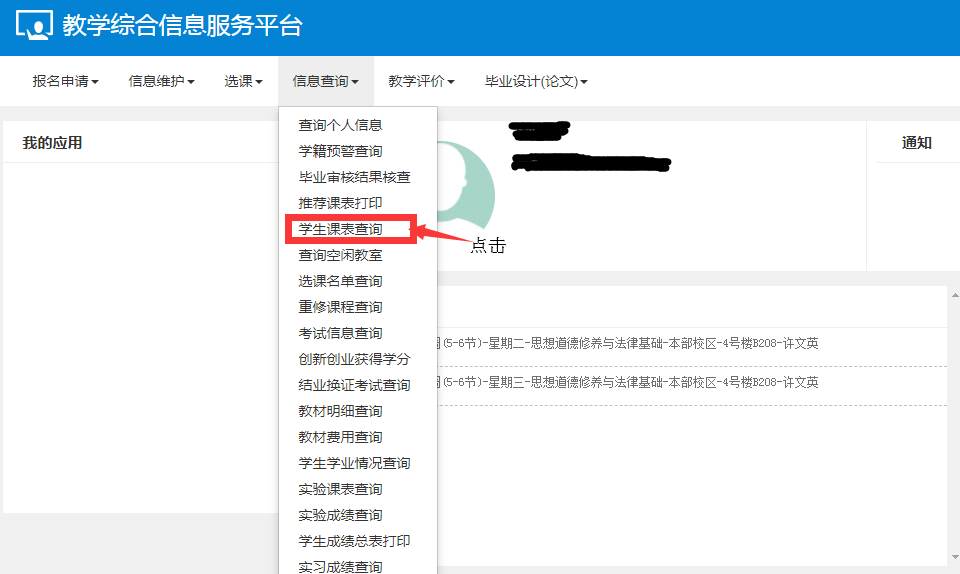 教学综合信息服务平台
报名申请 信息维护 选课 信息查询 教学评价 毕业设计(论文)
我的应用
通知
查询个人信息
学籍预警查询
毕业审核结果核查
推荐课表打印
学生课表查询
点击
查询空闲教室
选课名单查询
重修课程查询
考试信息查询
创新创业获得学分
结业换证考试查询
教材明细查询
教材费用查询
学生学业情况查询
实验课表查询
实验成绩查询
学生成绩总表打印
实习成绩查询
(5-6节)-星期二-思想道德修养与法律基础-本部校区-4号楼B208-许文英
(5-6节)-星期三-思想道德修养与法律基础-本部校区-4号楼B208-许文英